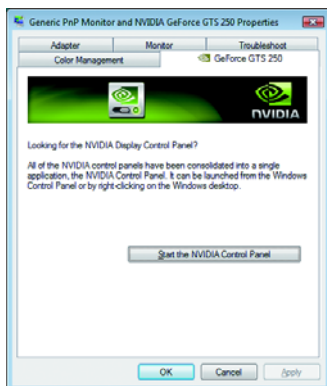 Generic PnP Monitor and NVIDIA GeForce GTS 250 Properties
Adapter Monitor Troubleshoot
Color Management GeForce GTS 250
NVIDIA
Looking for the NVIDIA Display Control Panel?
All of the NVIDIA control panels have been consolidated into a single
application, the NVIDIA Control Panel. It can be launched from the Windows
Control Panel or by right-clicking on the Windows desktop.
Start the NVIDIA Control Panel
OK Cancel Apply